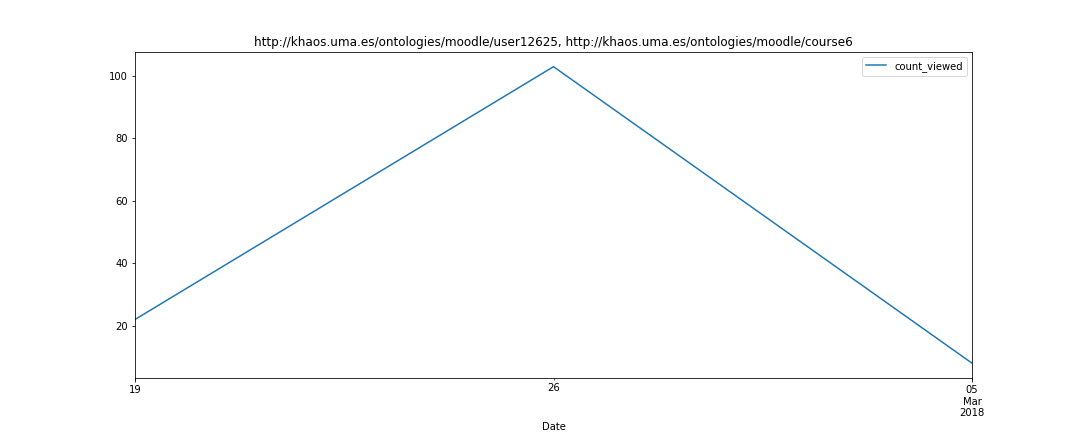 http://khaos.uma.es/ontologies/moodle/user12625, http://khaos.uma.es/ontologies/moodle/course6
count_viewed
100
80
60
40
20
19
26
05
Mar
2018
Date